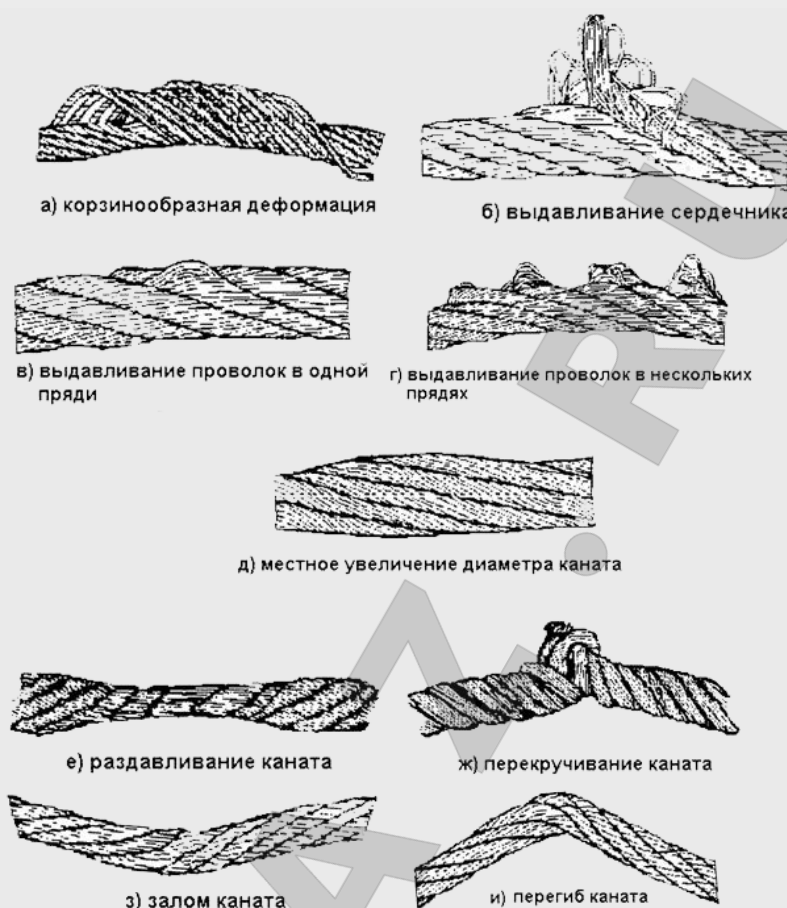 а) корзинообразная деформация
б) выдавливание сердечника
в) выдавливание проволок в одной
пряди
г) выдавливание проволок в нескольких
прядях
д) местное увеличение диаметра каната
е) раздавливание каната
ж) перекручивание каната
з) залом каната
и) перегиб каната